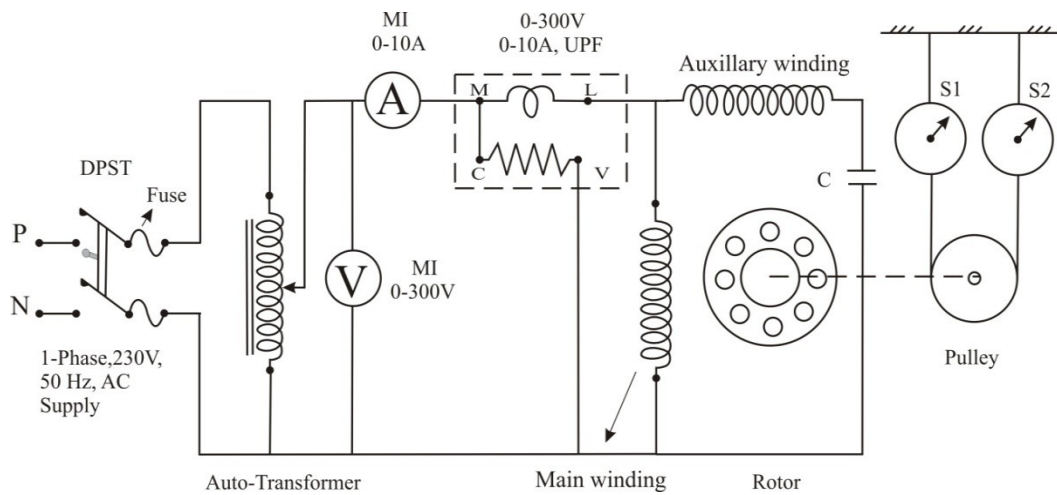 MI
0-10A
0-300V
0-10A, UPF
Auxillary winding
S1
S2
M
L
A
DPST
Fuse
C
V
C
P
N
V
MI
0-300V
1-Phase,230V,
50 Hz, AC
Supply
Pulley
Auto-Transformer
Main winding
Rotor